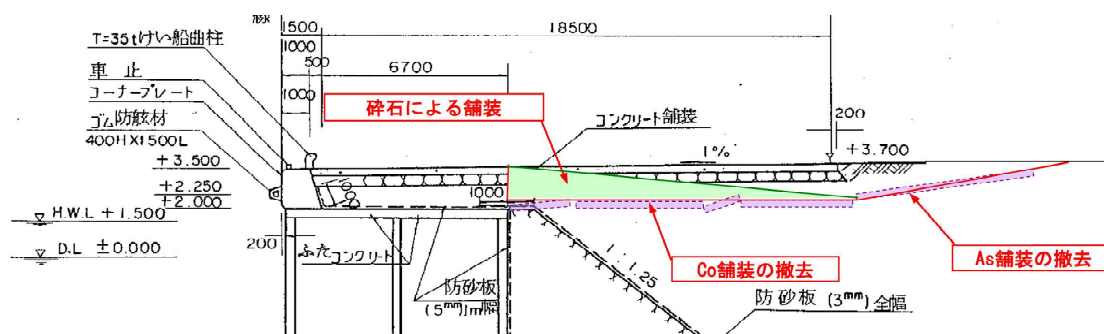 1500
18500
1000
500
6700
1000
T=35tけい船曲柱
車 止
コーナープレート
ゴム防舷材
400H×1500L
砕石による舗装
コンクリート舗装
200
1%
+3.700
+3.500
+2.250
+2.000
1000
H.W.L +1.500
D.L ±0.000
200
ふたコンクリート
1:1.25
Co舗装の撤去
As舗装の撤去
防砂板
(5mm)1m幅
防砂板 (3mm) 全幅